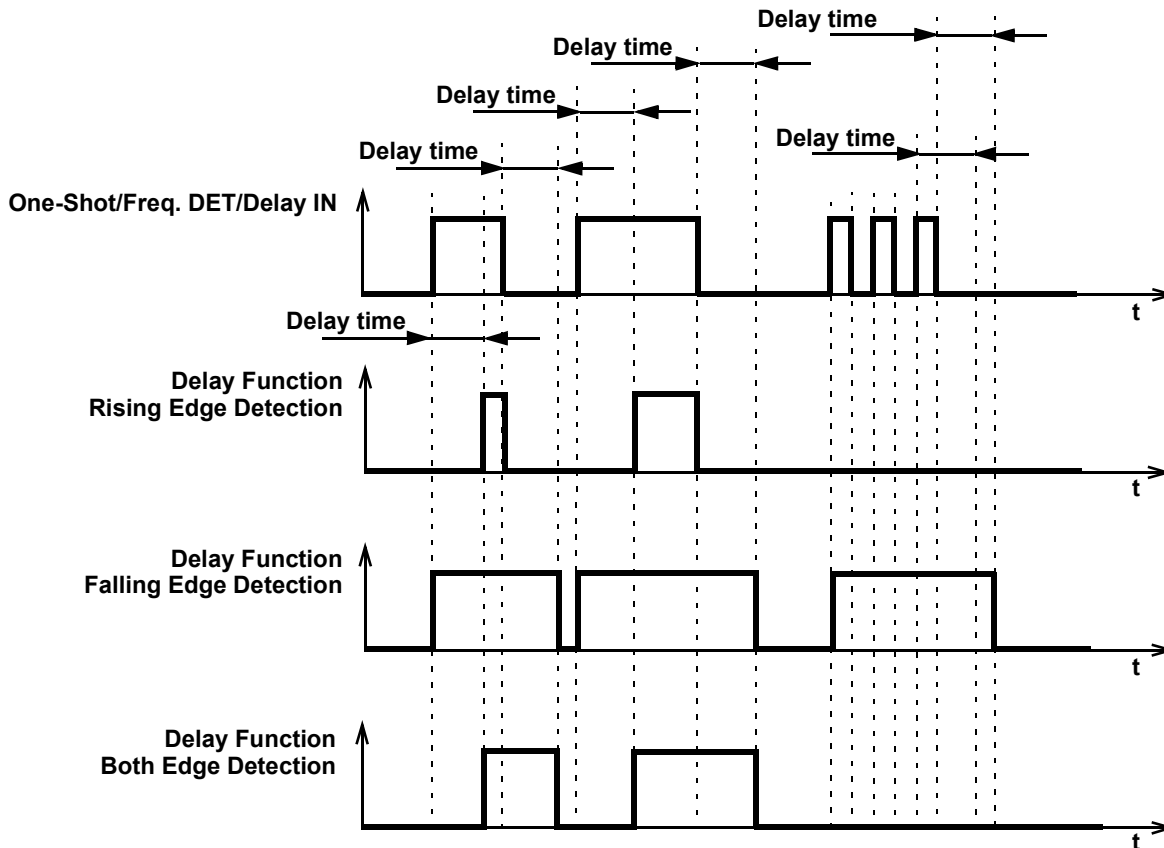 Delay time
Delay time
Delay time
Delay time
Delay time
One-Shot/Freq. DET/Delay IN
t
Delay time
Delay Function
Rising Edge Detection
t
Delay Function
Falling Edge Detection
t
Delay Function
Both Edge Detection
t